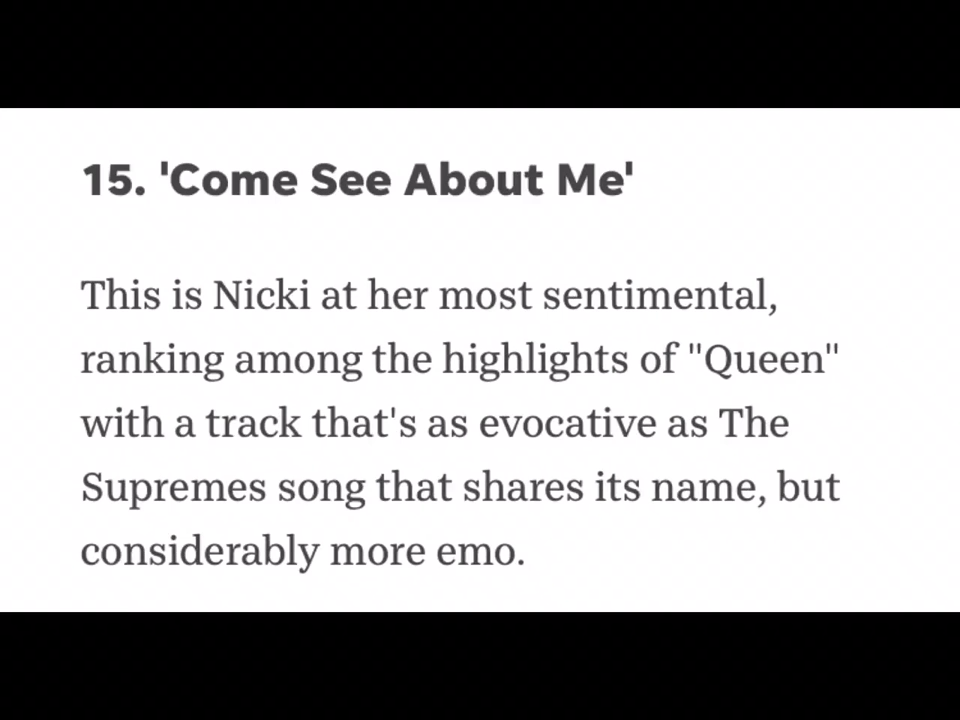 15. 'Come See About Me'
This is Nicki at her most sentimental,
ranking among the highlights of "Queen"
with a track that's as evocative as The
Supremes song that shares its name, but
considerably more emo.